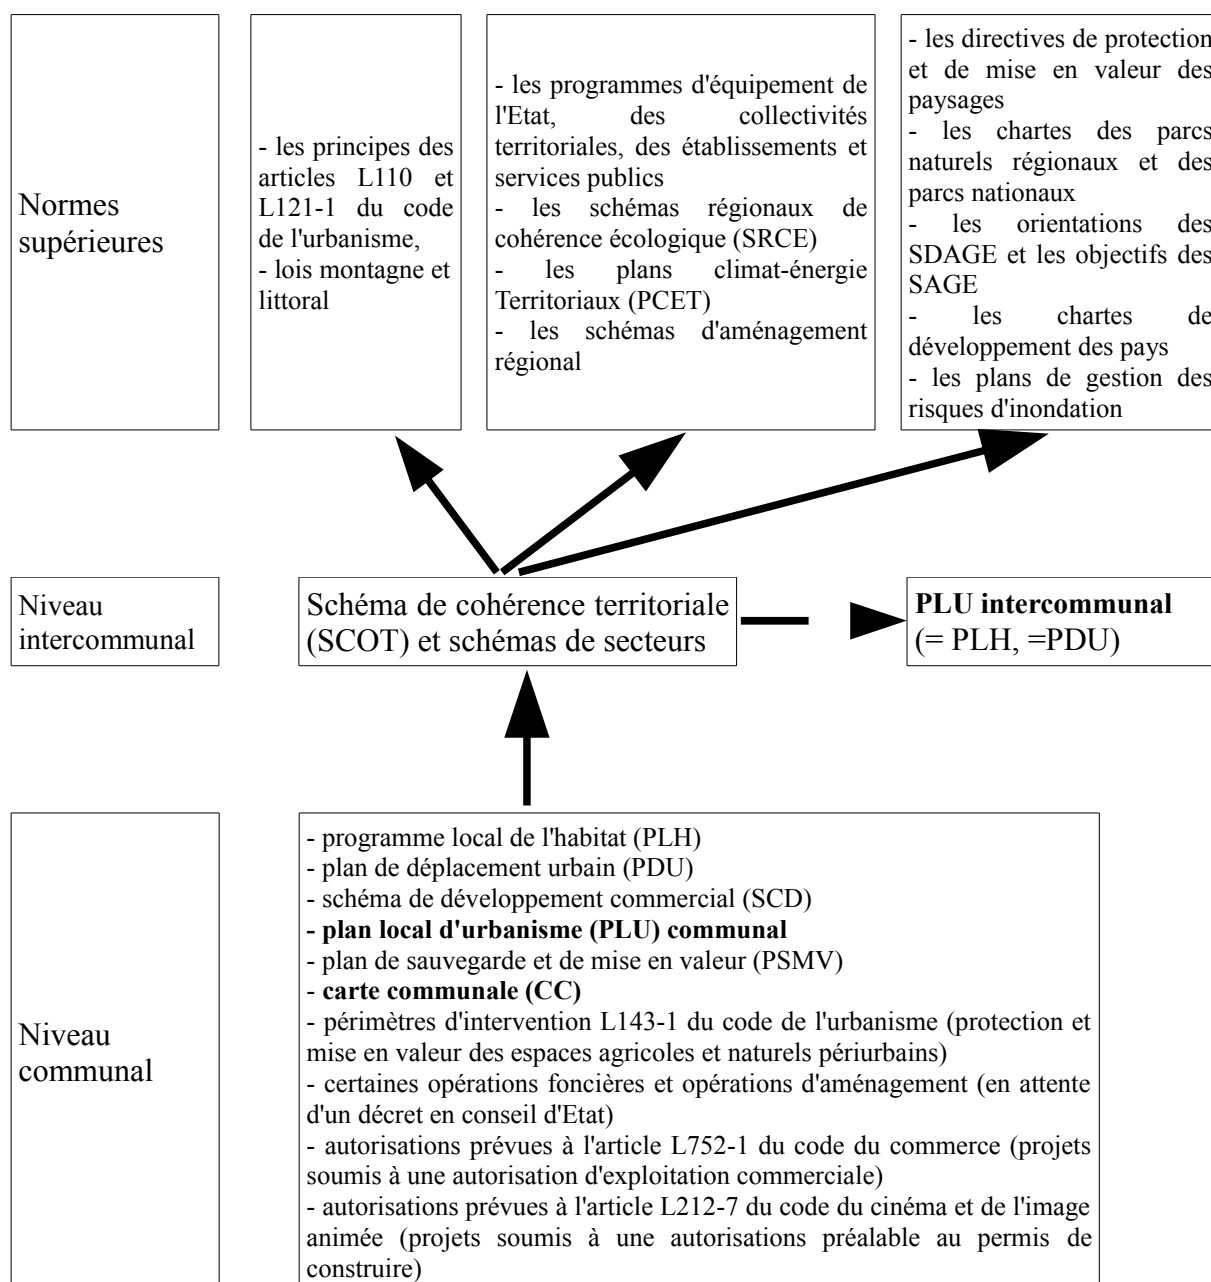 Normes
supérieures
- les principes des
articles L110 et
L121-1 du code
de l'urbanisme,
- lois montagne et
littoral
- les programmes d'équipement de
l'Etat, des collectivités
territoriales, des établissements et
services publics
- les schémas régionaux de
cohérence écologique (SRCE)
- les plans climat-énergie
Territoriaux (PCET)
- les schémas d'aménagement
régional
- les directives de protection
et de mise en valeur des
paysages
- les chartes des parcs
naturels régionaux et des
parcs nationaux
- les orientations des
SDAGE et les objectifs des
SAGE
- les chartes de
développement des pays
- les plans de gestion des
risques d'inondation
Niveau
intercommunal
Schéma de cohérence territoriale
(SCOT) et schémas de secteurs
PLU intercommunal
(= PLH, =PDU)
Niveau
communal
- programme local de l'habitat (PLH)
- plan de déplacement urbain (PDU)
- schéma de développement commercial (SCD)
- plan local d'urbanisme (PLU) communal
- plan de sauvegarde et de mise en valeur (PSMV)
- carte communale (CC)
- périmètres d'intervention L143-1 du code de l'urbanisme (protection et
mise en valeur des espaces agricoles et naturels périurbains)
- certaines opérations foncières et opérations d'aménagement (en attente
d'un décret en conseil d'Etat)
- autorisations prévues à l'article L752-1 du code du commerce (projets
soumis à une autorisation d'exploitation commerciale)
- autorisations prévues à l'article L212-7 du code du cinéma et de l'image
animée (projets soumis à une autorisations préalable au permis de
construire)